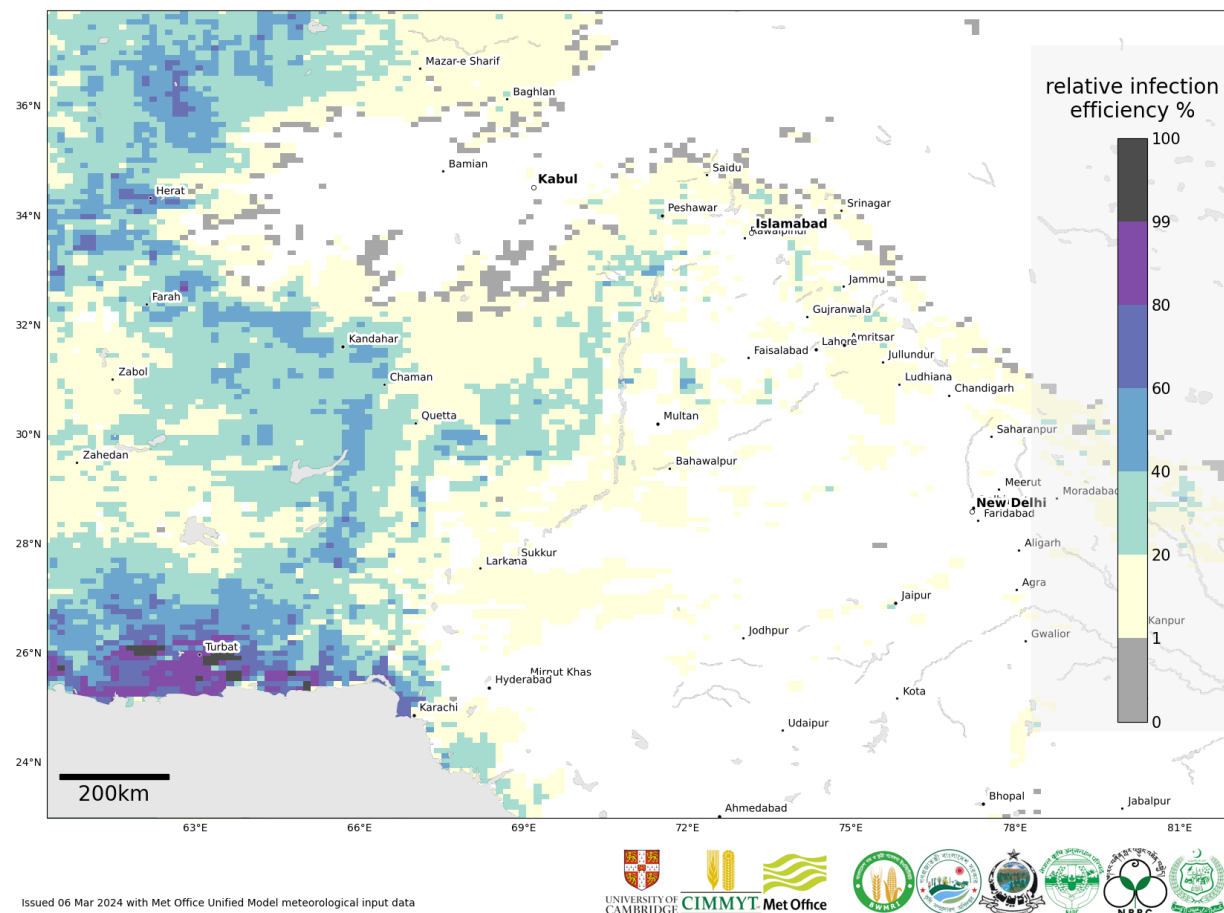 36°N
34°N
32°N
30°N
28°N
26°N
24°N
63°E
66°E
69°E
72°E
75°E
78°E
81°E
relative infection
efficiency %
100
99
80
60
40
20
1
0
Mazar-e Sharif
Baghlan
Bamian
Kabul
Saidu
Herat
Peshawar
Srinagar
Islamabad
Rawalpindi
Farah
Jammu
Gujranwala
Kandahar
Lahore
Amritsar
Faisalabad
Jullundur
Zabol
Chaman
Ludhiana
Chandigarh
Quetta
Multan
Saharanpur
Zahedan
Bahawalpur
Meerut
Moradabad
New Delhi
Faridabad
Sukkur
Larkana
Aligarh
Agra
Jaipur
Kanpur
Turbat
Jodhpur
Gwalior
Mirput Khas
Hyderabad
Kota
Karachi
Udaipur
Bhopal
Jabalpur
Ahmedabad
200km
Issued 06 Mar 2024 with Met Office Unified Model meteorological input data
UNIVERSITY OF
CAMBRIDGE
CIMMYT
Met Office
BWMRI
NARC
NPPC